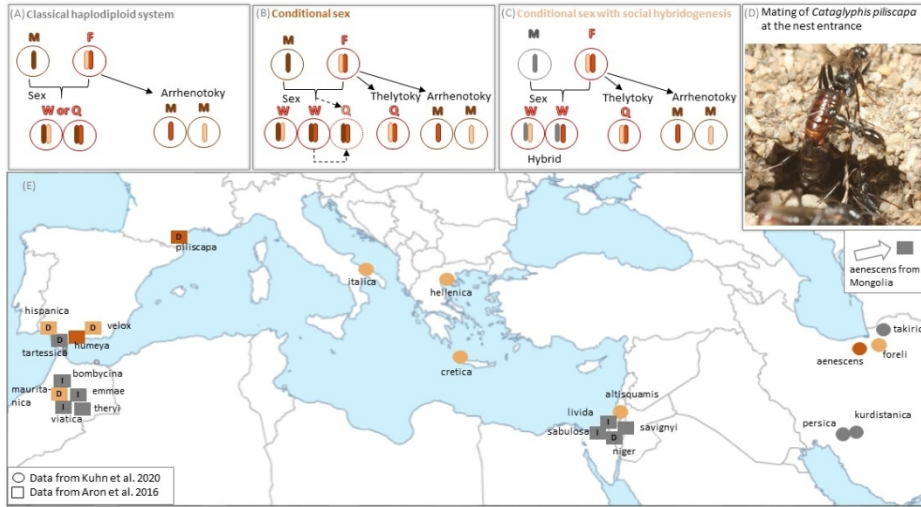 (A) Classical haplodiploid system
M
F
Sex
Arrhenotoky
W or Q
M
M
(B) Conditional sex
M
F
Sex
Thelytoky
Arrhenotoky
W
W
Q
Q
M
M
(C) Conditional sex with social hybridogenesis
M
F
Sex
Thelytoky
Arrhenotoky
W
W
Q
M
M
Hybrid
(D) Mating of Cataglyphis piliscapa
at the nest entrance
(E)
D
piliscapa
italica
hellenica
cretica
hispanica
D
D
velox
D
tartessica
humeya
I
bombycina
maurita-
nica
D
I
emmae
I
theryi
viatica
altisquamis
livida
I
sabulosa
I
D
savignyi
niger
aenescens from
Mongolia
takirica
aenescens
foreli
persica
kurdistanica
Data from Kuhn et al. 2020
Data from Aron et al. 2016